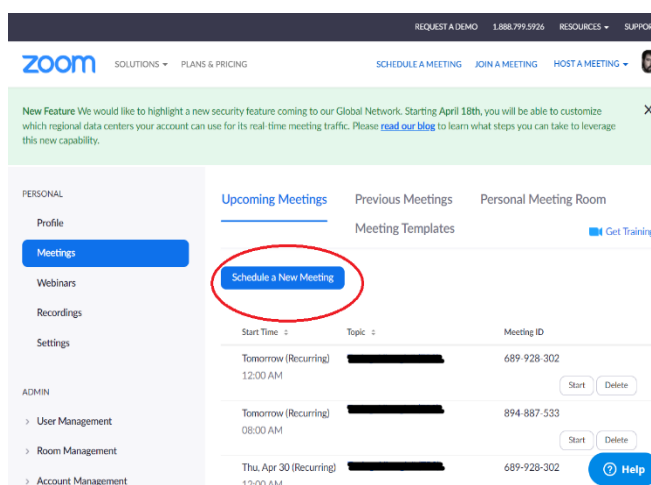 REQUEST A DEMO 1.888.799.5926 RESOURCES SUPPOR
zoom SOLUTIONS PLANS & PRICING SCHEDULE A MEETING JOIN A MEETING HOST A MEETING
New Feature We would like to highlight a new security feature coming to our Global Network. Starting April 18th, you will be able to customize X
which regional data centers your account can use for its real-time meeting traffic. Please read our blog to learn what steps you can take to leverage
this new capability.
PERSONAL
Profile
Meetings
Webinars
Recordings
Settings
ADMIN
> User Management
> Room Management
> Account Management
Upcoming Meetings Previous Meetings Personal Meeting Room
Meeting Templates
Get Training
Schedule a New Meeting
Start Time Topic Meeting ID
Tomorrow (Recurring) 689-928-302
12:00 AM
Start Delete
Tomorrow (Recurring) 894-887-533
08:00 AM
Start Delete
Thu, Apr 30 (Recurring) 689-928-302
12:00 AM
? Help